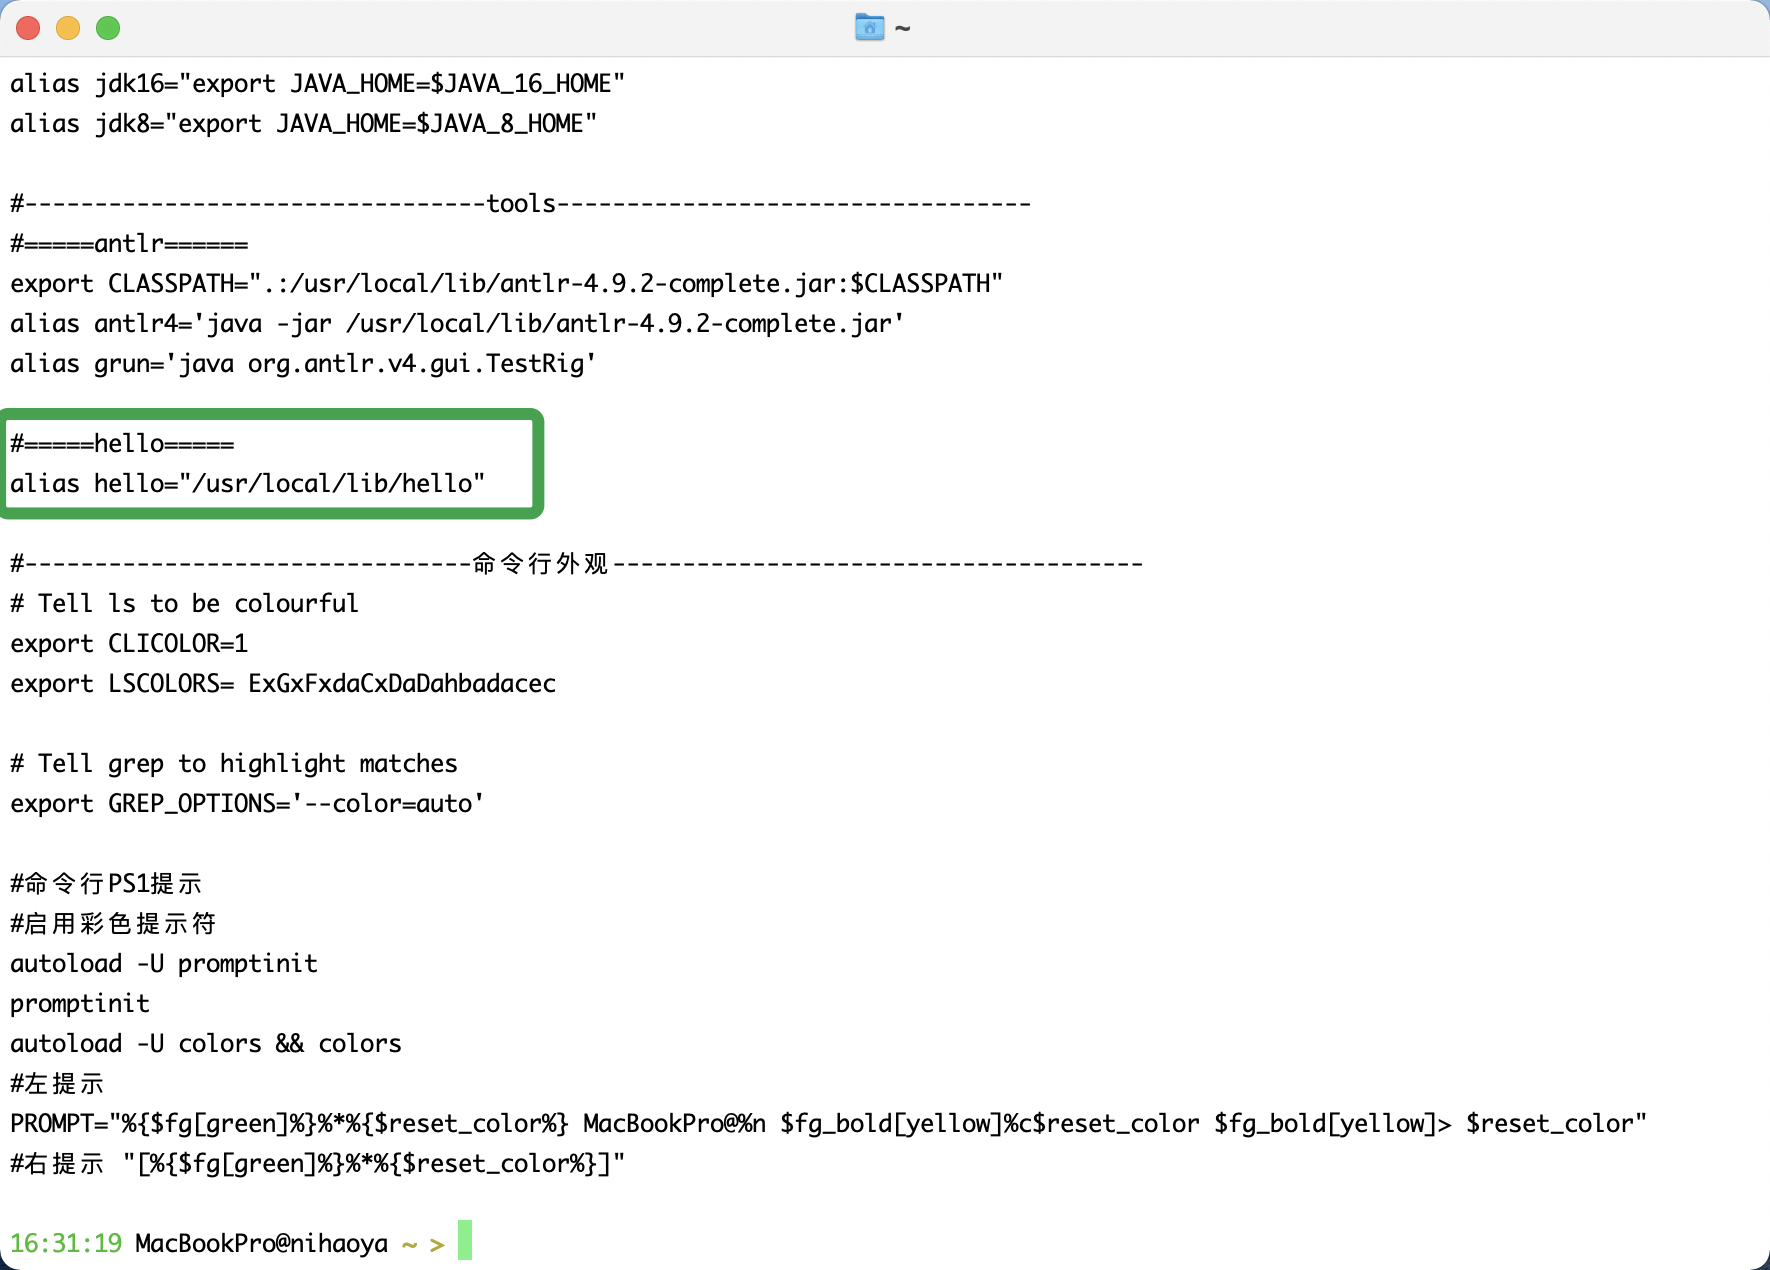 ~
alias jdk16="export JAVA_HOME=$JAVA_16_HOME"
alias jdk8="export JAVA_HOME=$JAVA_8_HOME"
#---------------------------------tools----------------------------------
#=====antlr======
export CLASSPATH=".:/usr/local/lib/antlr-4.9.2-complete.jar:$CLASSPATH"
alias antlr4='java -jar /usr/local/lib/antlr-4.9.2-complete.jar'
alias grun='java org.antlr.v4.gui.TestRig'
#=====hello=====
alias hello="/usr/local/lib/hello"
#--------------------------------命令行外观--------------------------------------
# Tell ls to be colourful
export CLICOLOR=1
export LSCOLORS= ExGxFxdaCxDaDahbadacec
# Tell grep to highlight matches
export GREP_OPTIONS='--color=auto'
#命令行PS1提示
#启用彩色提示符
autoload -U promptinit
promptinit
autoload -U colors && colors
#左提示
PROMPT="%{$fg[green]%}%*%{$reset_color%} MacBookPro@%n $fg_bold[yellow]%c$reset_color $fg_bold[yellow]> $reset_color"
#右提示 "[%{$fg[green]%}%*%{$reset_color%}]"
16:31:19 MacBookPro@nihaoya ~ >